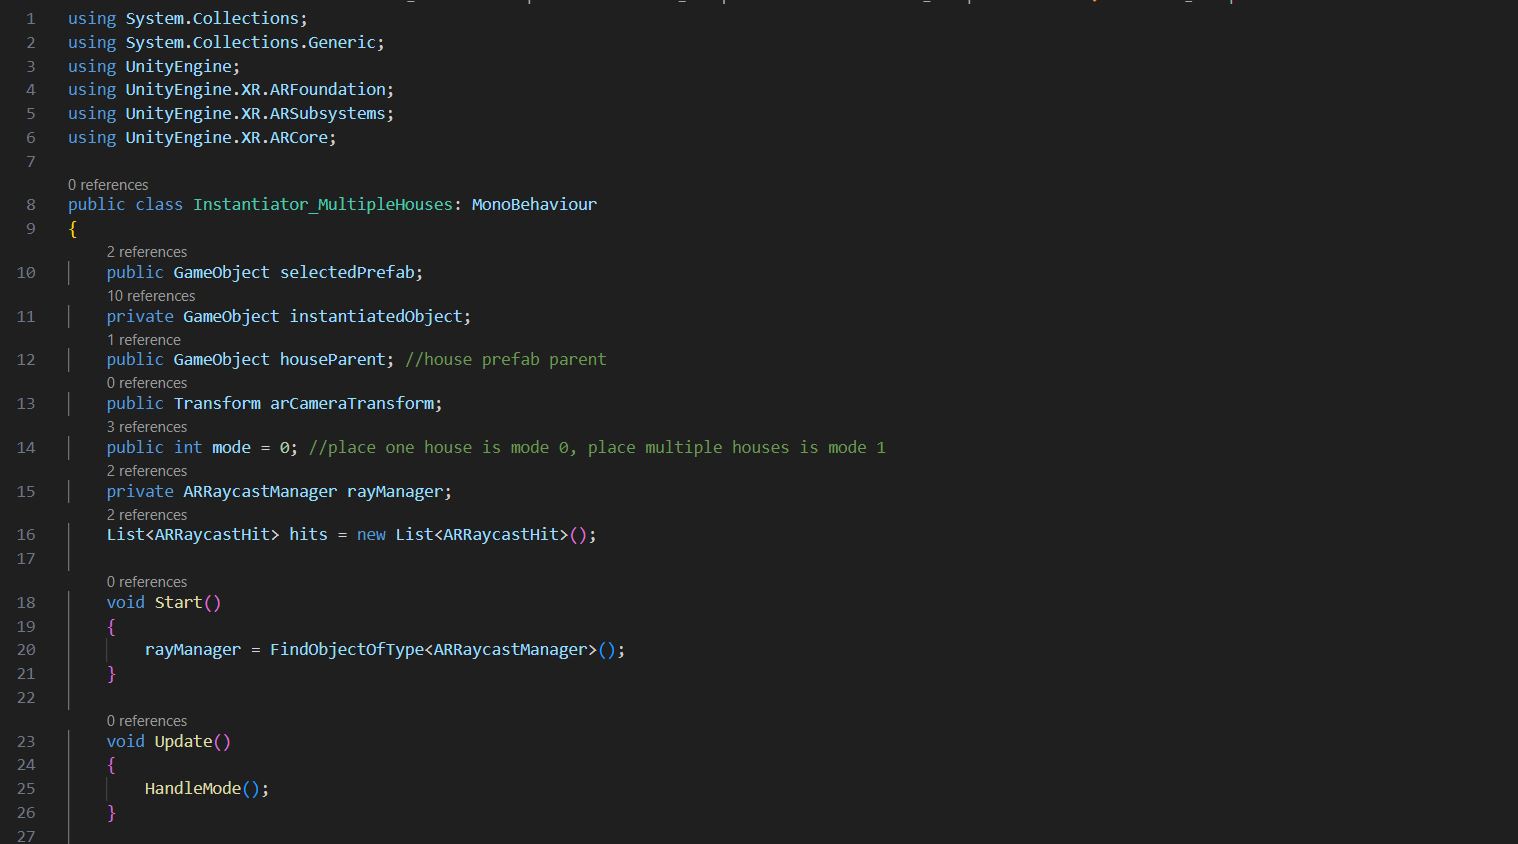 1 using System.Collections;
2 using System.Collections.Generic;
3 using UnityEngine;
4 using UnityEngine.XR.ARFoundation;
5 using UnityEngine.XR.ARSubsystems;
6 using UnityEngine.XR.ARCore;
7
0 references
8 public class Instantiator_MultipleHouses: MonoBehaviour
9 {
2 references
10 public GameObject selectedPrefab;
10 references
11 private GameObject instantiatedObject;
1 reference
12 public GameObject houseParent; //house prefab parent
0 references
13 public Transform arCameraTransform;
3 references
14 public int mode = 0; //place one house is mode 0, place multiple houses is mode 1
2 references
15 private ARRaycastManager rayManager;
2 references
16 List<ARRaycastHit> hits = new List<ARRaycastHit>();
17
0 references
18 void Start()
19 {
20 rayManager = FindObjectOfType<ARRaycastManager>();
21 }
22
0 references
23 void Update()
24 {
25 HandleMode();
26 }
27